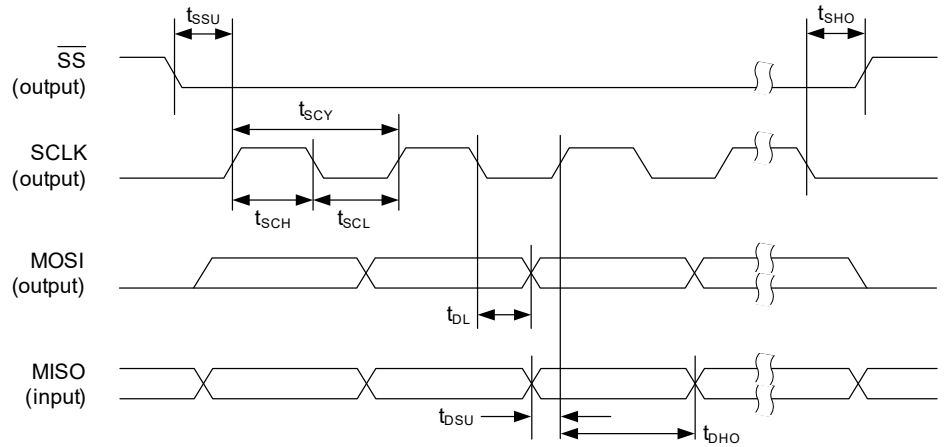 tSSU
tSHO
SS
(output)
tSCY
SCLK
(output)
tSCH
tSCL
MOSI
(output)
tDL
MISO
(input)
tDSU
tDHO